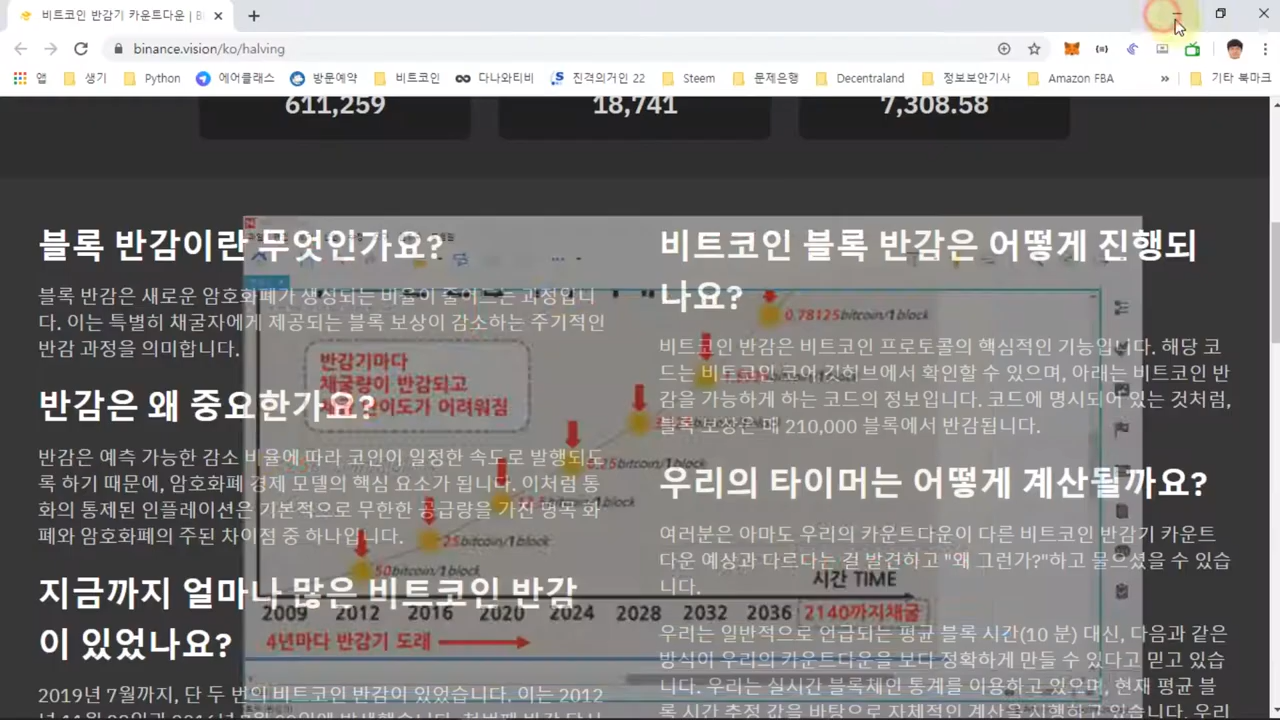 비트코인 반감기 카운트다운 | Bi
binance.vision/ko/halving
앱 생기 Python 에어클래스 방문예약 비트코인 다나와티비 진격의거인 22 Steem 문제은행 Decentraland 정보보안기사 Amazon FBA » 기타 북마크
611,259 18,741 7,308.58
블록 반감이란 무엇인가요?
블록 반감은 새로운 암호화폐가 생성되는 비율이 줄어드는 과정입니
다. 이는 특별히 채굴자에게 제공되는 블록 보상이 감소하는 주기적인
반감 과정을 의미합니다.
반감은 왜 중요한가요?
반감은 예측 가능한 감소 비율에 따라 코인이 일정한 속도로 발행되도
록 하기 때문에, 암호화폐 경제 모델의 핵심 요소가 됩니다. 이처럼 통
화의 통제된 인플레이션은 기본적으로 무한한 공급량을 가진 명목 화
폐와 암호화폐의 주된 차이점 중 하나입니다.
지금까지 얼마나 많은 비트코인 반감
이 있었나요?
2019년 7월까지, 단 두 번의 비트코인 반감이 있었습니다. 이는 2012
비트코인 블록 반감은 어떻게 진행되
나요?
비트코인 반감은 비트코인 프로토콜의 핵심적인 기능입니다. 해당 코
드는 비트코인 코어 깃허브에서 확인할 수 있으며, 아래는 비트코인 반
감을 가능하게 하는 코드의 정보입니다. 코드에 명시되어 있는 것처럼,
블록 보상은 매 210,000 블록에서 반감됩니다.
우리의 타이머는 어떻게 계산될까요?
여러분은 아마도 우리의 카운트다운이 다른 비트코인 반감기 카운트
다운 예상과 다르다는 걸 발견하고 "왜 그런가?"하고 물으셨을 수 있습
니다.
우리는 일반적으로 언급되는 평균 블록 시간(10 분) 대신, 다음과 같은
방식이 우리의 카운트다운을 보다 정확하게 만들 수 있다고 믿고 있습
니다. 우리는 실시간 블록체인 통계를 이용하고 있으며, 현재 평균 블
록 시간 추정 값을 바탕으로 자체적인 계산을 시행하고 있습니다. 우리
반감기마다
채굴량이 반감되고
어려워짐
0.78125bitcoin/1block
25bitcoin/1block
50bitcoin/1block
시간 TIME
2009 2012 2016 2020 2024 2028 2032 2036 2140까지채굴
4년마다 반감기 도래